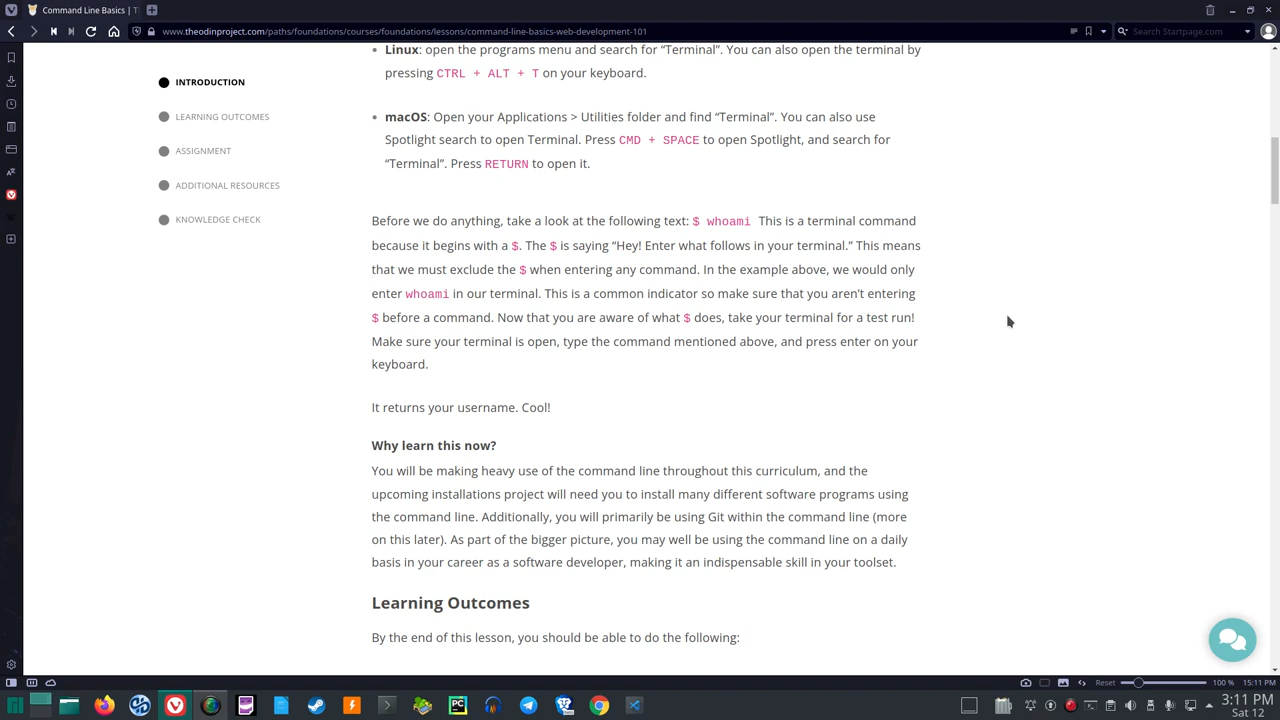 Command Line Basics | T
www.theodinproject.com/paths/foundations/courses/foundations/lessons/command-line-basics-web-development-101
Search Startpage.com
INTRODUCTION
LEARNING OUTCOMES
ASSIGNMENT
ADDITIONAL RESOURCES
KNOWLEDGE CHECK
Linux: open the programs menu and search for “Terminal”. You can also open the terminal by
pressing CTRL + ALT + T on your keyboard.
macOS: Open your Applications > Utilities folder and find “Terminal”. You can also use
Spotlight search to open Terminal. Press CMD + SPACE to open Spotlight, and search for
“Terminal”. Press RETURN to open it.
Before we do anything, take a look at the following text: $ whoami This is a terminal command
because it begins with a $. The $ is saying “Hey! Enter what follows in your terminal.” This means
that we must exclude the $ when entering any command. In the example above, we would only
enter whoami in our terminal. This is a common indicator so make sure that you aren’t entering
$ before a command. Now that you are aware of what $ does, take your terminal for a test run!
Make sure your terminal is open, type the command mentioned above, and press enter on your
keyboard.
It returns your username. Cool!
Why learn this now?
You will be making heavy use of the command line throughout this curriculum, and the
upcoming installations project will need you to install many different software programs using
the command line. Additionally, you will primarily be using Git within the command line (more
on this later). As part of the bigger picture, you may well be using the command line on a daily
basis in your career as a software developer, making it an indispensable skill in your toolset.
Learning Outcomes
By the end of this lesson, you should be able to do the following:
Reset
100 %
15:11 PM
3:11 PM
Sat 12